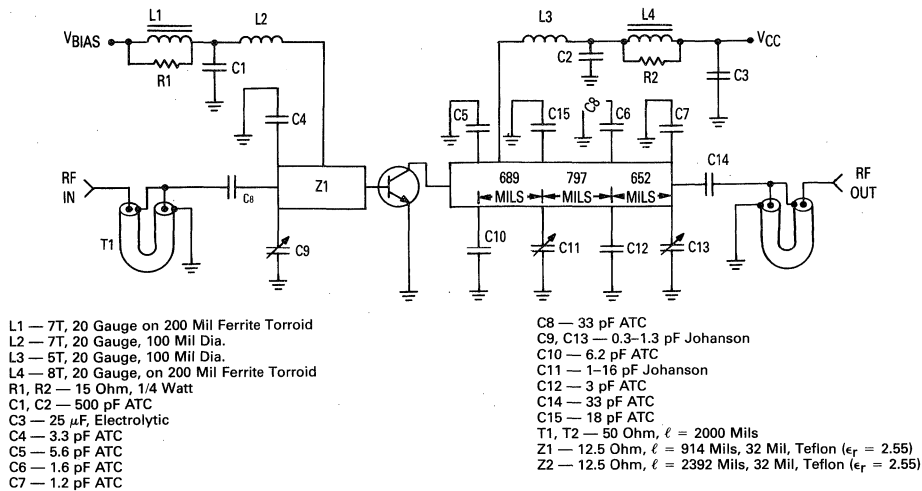 L1
L2
L3
L4
VBIAS
VCC
R1
C1
C2
R2
C3
C4
C5
C15
C8
C6
C7
689
797
652
MILS
MILS
MILS
C14
RF
IN
C8
Z1
RF
OUT
T1
C9
C10
C11
C12
C13
L1 — 7T, 20 Gauge on 200 Mil Ferrite Torroid
L2 — 7T, 20 Gauge, 100 Mil Dia.
L3 — 5T, 20 Gauge, 100 Mil Dia.
L4 — 8T, 20 Gauge, on 200 Mil Ferrite Torroid
R1, R2 — 15 Ohm, 1/4 Watt
C1, C2 — 500 pF ATC
C3 — 25 μF, Electrolytic
C4 — 3.3 pF ATC
C5 — 5.6 pF ATC
C6 — 1.6 pF ATC
C7 — 1.2 pF ATC
C8 — 33 pF ATC
C9, C13 — 0.3–1.3 pF Johanson
C10 — 6.2 pF ATC
C11 — 1–16 pF Johanson
C12 — 3 pF ATC
C14 — 33 pF ATC
C15 — 18 pF ATC
T1, T2 — 50 Ohm, ℓ = 2000 Mils
Z1 — 12.5 Ohm, ℓ = 914 Mils, 32 Mil, Teflon (εr = 2.55)
Z2 — 12.5 Ohm, ℓ = 2392 Mils, 32 Mil, Teflon (εr = 2.55)